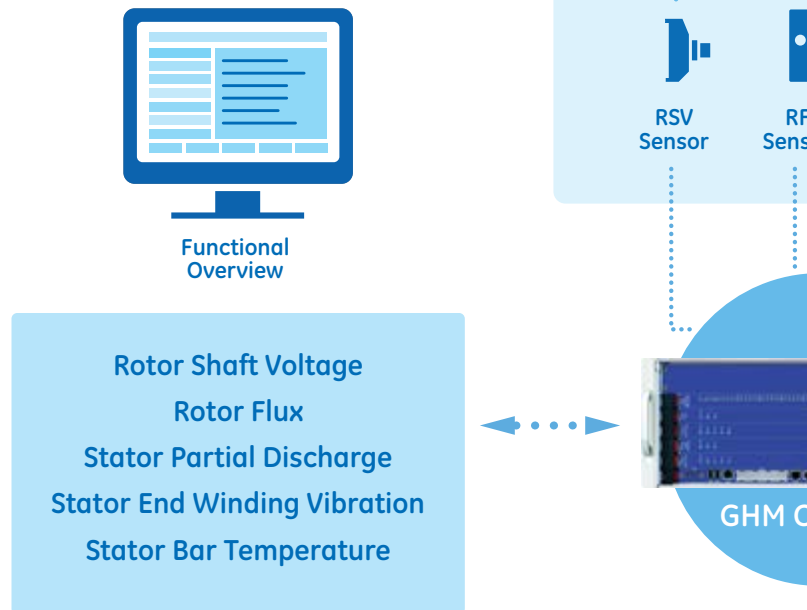 RSV
Sensor
Functional
Overview
Rotor Shaft Voltage
Rotor Flux
Stator Partial Discharge
Stator End Winding Vibration
Stator Bar Temperature
GHM